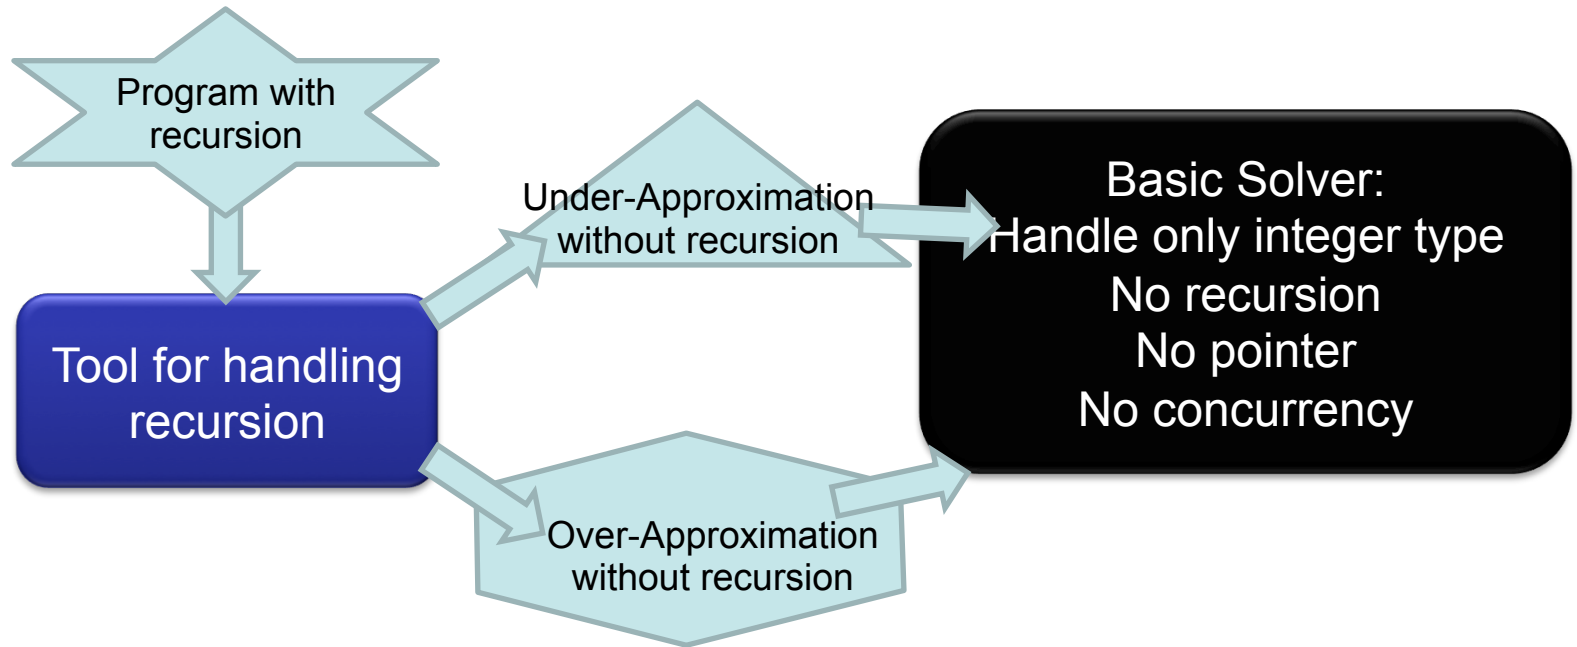 Program with
recursion
Tool for handling
recursion
Under-Approximation
without recursion
Over-Approximation
without recursion
Basic Solver:
Handle only integer type
No recursion
No pointer
No concurrency